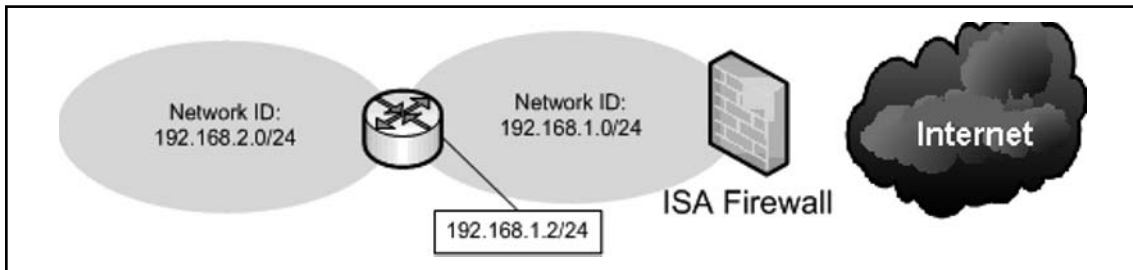 Network ID:
192.168.2.0/24
Network ID:
192.168.1.0/24
192.168.1.2/24
ISA Firewall
Internet